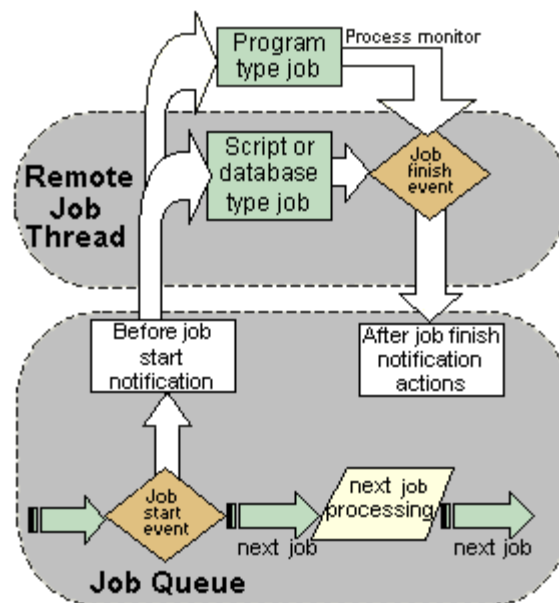 Program
type job
Process monitor
Remote
Job
Thread
Script or
database
type job
Job
finish
event
Before job
start
notification
After job finish
notification
actions
Job
start
event
next job
next job
processing
next job
Job Queue